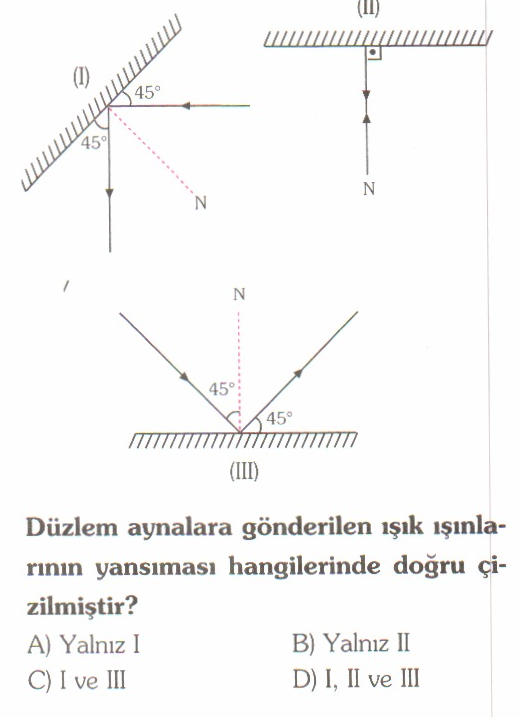 (II)
(I)
45°
45°
N
N
N
45°
45°
(III)
Düzlem aynalara gönderilen ışık ışınla-
rının yansıması hangilerinde doğru çi-
zilmiştir?
A) Yalnız I B) Yalnız II
C) I ve III D) I, II ve III